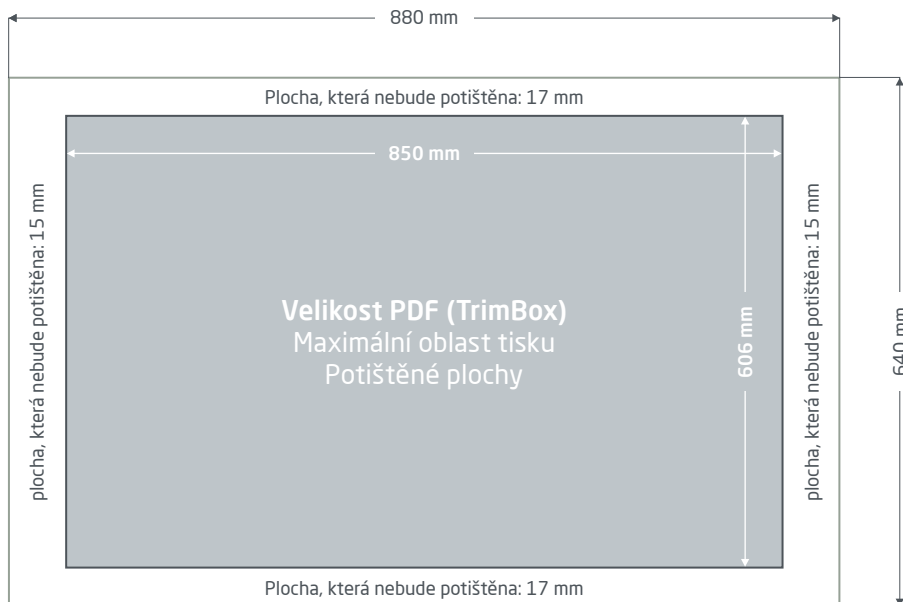 880 mm
Plocha, která nebude potištěna: 17 mm
850 mm
plocha, která nebude potištěna: 15 mm
Velikost PDF (TrimBox)
Maximální oblast tisku
Potištěné plochy
606 mm
plocha, která nebude potištěna: 15 mm
640 mm
Plocha, která nebude potištěna: 17 mm